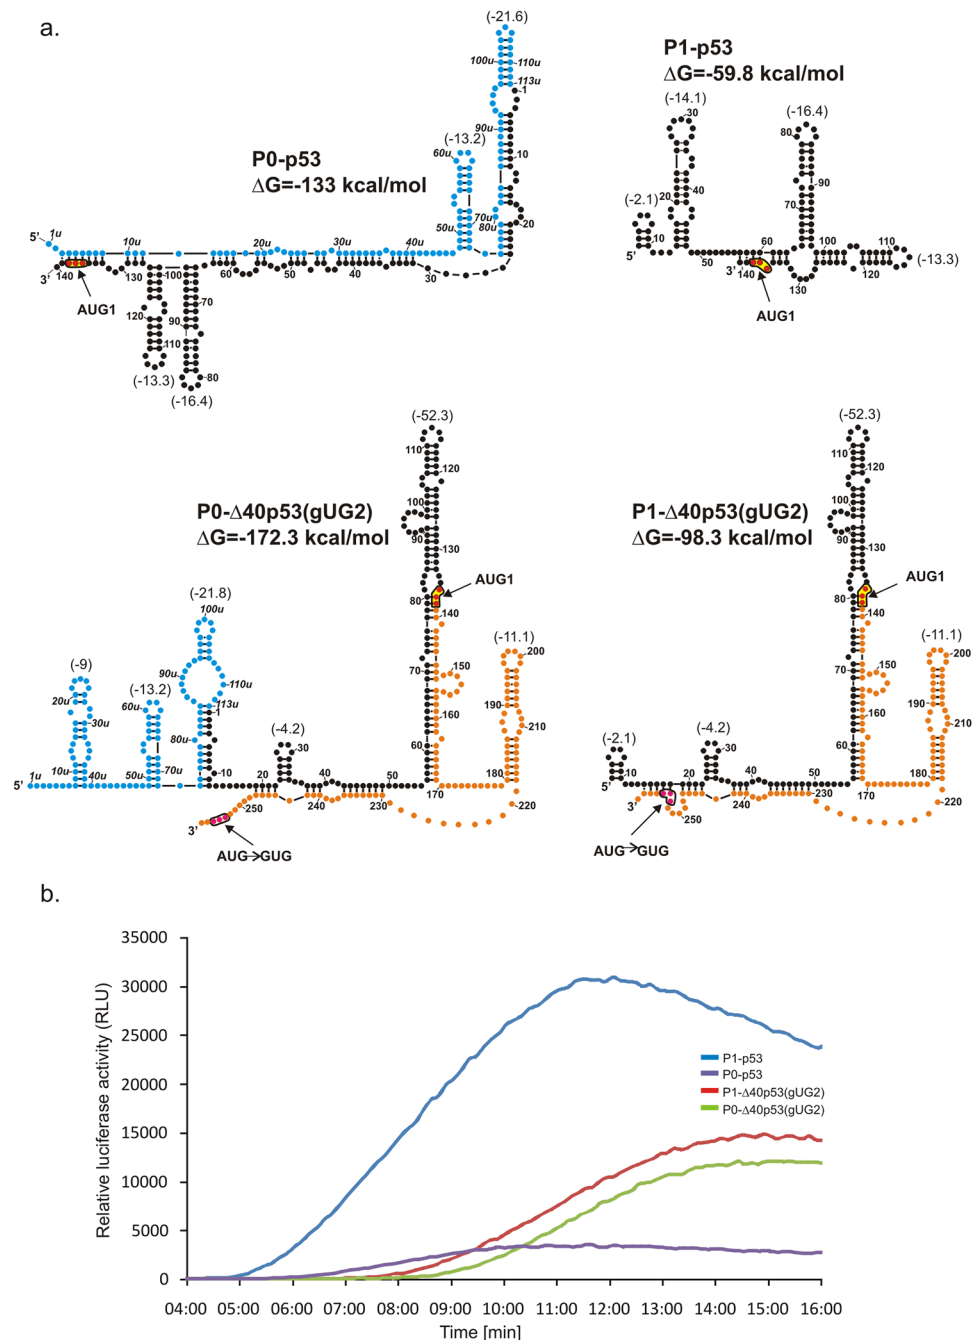 a.
P0-p53
ΔG=-133 kcal/mol
(-21.6)
100u
110u
113u
1
90u
(-13.2)
60u
10
50u
70u
80u
20
5'
1u
10u
20u
30u
40u
3'
140
130
100
60
50
40
30
AUG1
120
110
(-13.3)
70
90
80
(-16.4)
P1-p53
ΔG=-59.8 kcal/mol
(-14.1)
30
(-16.4)
80
90
(-2.1)
20
40
70
10
5'
50
60
100
110
(-13.3)
3'
140
120
130
AUG1
P0-Δ40p53(gUG2)
ΔG=-172.3 kcal/mol
(-52.3)
110
120
100
90
130
AUG1
80
140
(-21.8)
100u
(-9)
20u
30u
(-13.2)
60u
90u
110u
113u
1
80u
70
150
(-11.1)
200
160
190
210
(-4.2)
30
60
5'
1u
10u
40u
50u
70u
10
20
40
50
170
180
220
3'
250
240
230
AUG→GUG
P1-Δ40p53(gUG2)
ΔG=-98.3 kcal/mol
(-52.3)
110
120
100
90
130
AUG1
80
140
(-11.1)
200
70
150
160
190
210
(-4.2)
30
(-2.1)
60
5'
10
20
40
50
170
180
220
3'
250
240
230
AUG→GUG
b.
Relative luciferase activity (RLU)
35000
30000
25000
20000
15000
10000
5000
0
P1-p53
P0-p53
P1-Δ40p53(gUG2)
P0-Δ40p53(gUG2)
04:00 05:00 06:00 07:00 08:00 09:00 10:00 11:00 12:00 13:00 14:00 15:00 16:00
Time [min]